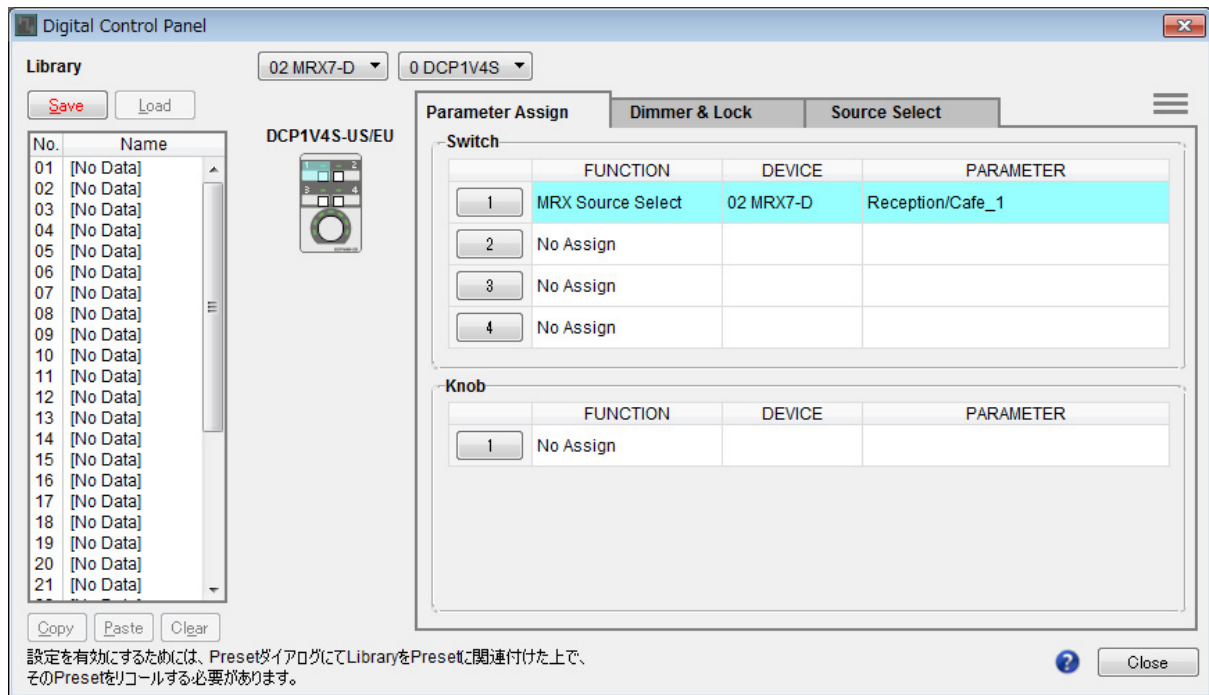 Digital Control Panel
Library
02 MRX7-D
0 DCP1V4S
Save
Load
No. Name
01 [No Data]
02 [No Data]
03 [No Data]
04 [No Data]
05 [No Data]
06 [No Data]
07 [No Data]
08 [No Data]
09 [No Data]
10 [No Data]
11 [No Data]
12 [No Data]
13 [No Data]
14 [No Data]
15 [No Data]
16 [No Data]
17 [No Data]
18 [No Data]
19 [No Data]
20 [No Data]
21 [No Data]
Copy
Paste
Clear
DCP1V4S-US/EU
1 2
3 4
Parameter Assign
Dimmer & Lock
Source Select
Switch
FUNCTION DEVICE PARAMETER
1 MRX Source Select 02 MRX7-D Reception/Cafe_1
2 No Assign
3 No Assign
4 No Assign
Knob
FUNCTION DEVICE PARAMETER
1 No Assign
設定を有効にするためには、PresetダイアログにてLibraryをPresetに関連付けた上で、
そのPresetをリコールする必要があります。
?
Close